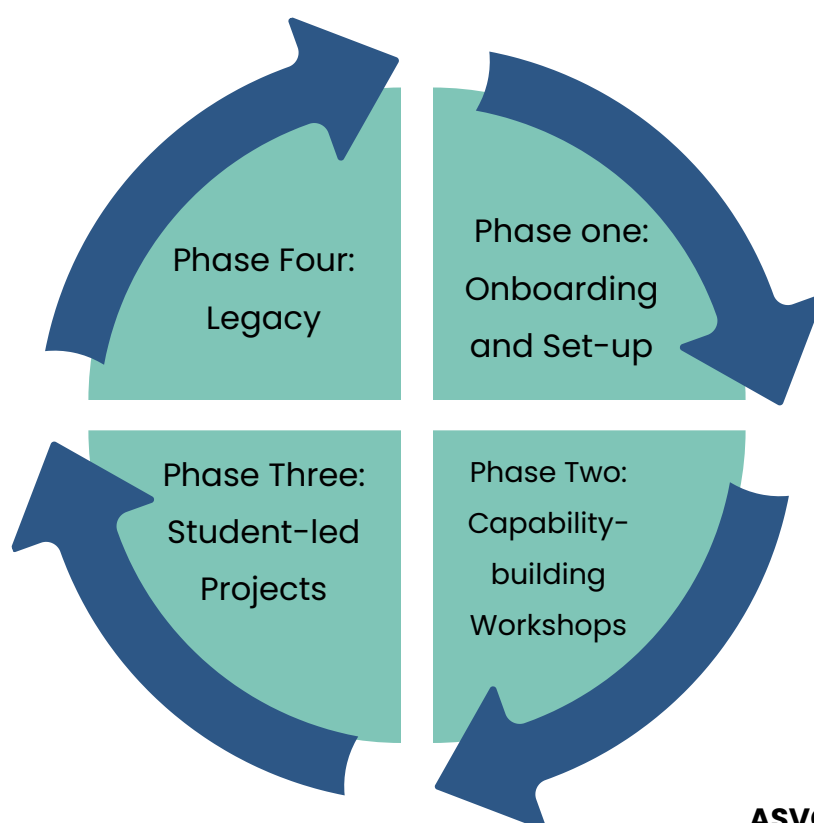 Phase one:
Onboarding
and Set-up
Phase Two:
Capability-
building
Workshops
Phase Three:
Student-led
Projects
Phase Four:
Legacy